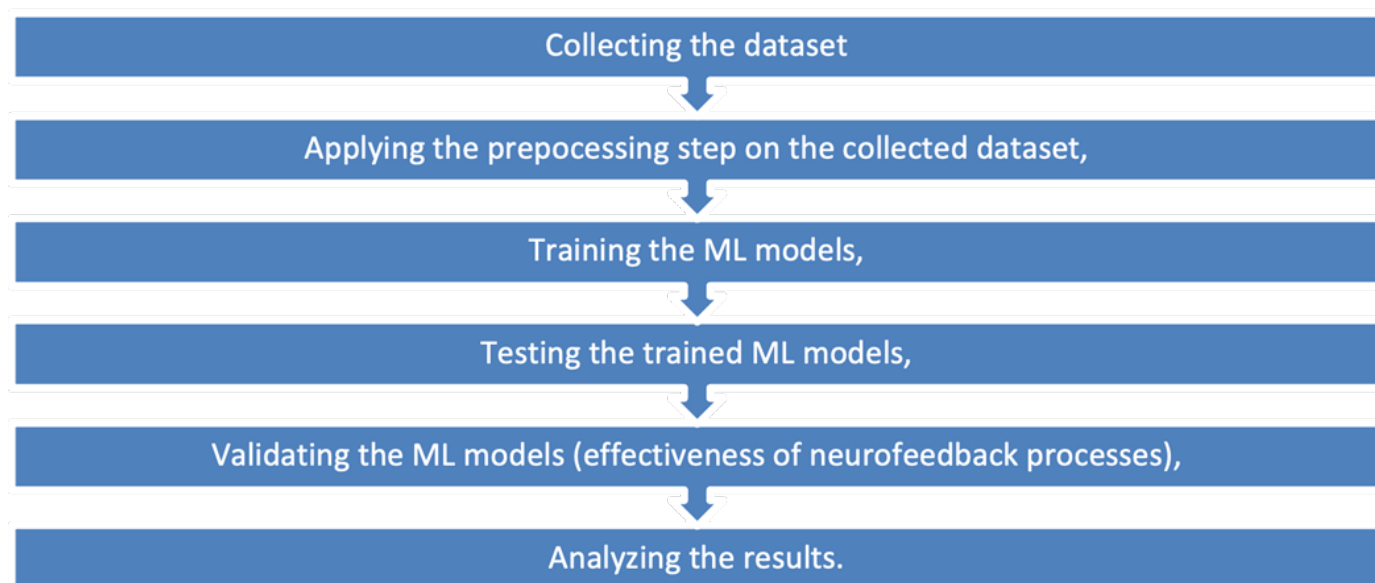 Collecting the dataset
Applying the prepocessing step on the collected dataset,
Training the ML models,
Testing the trained ML models,
Validating the ML models (effectiveness of neurofeedback processes),
Analyzing the results.